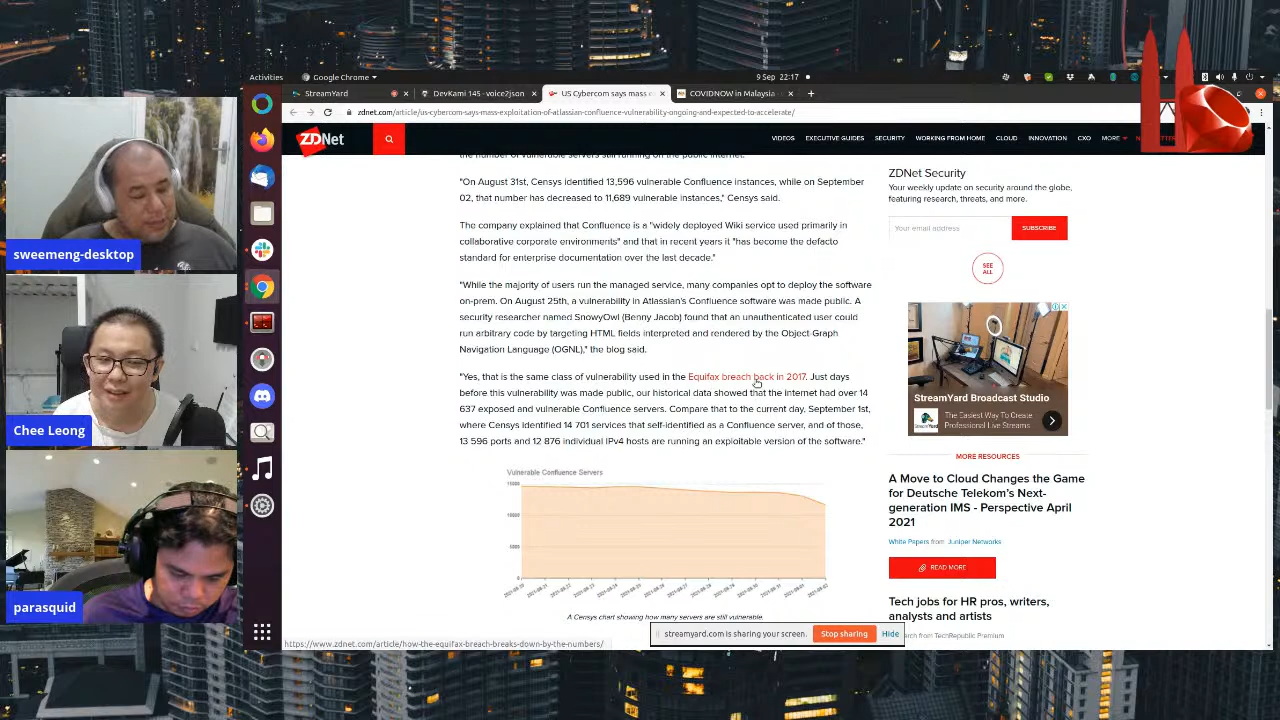 Activities
Google Chrome
9 Sep 22:17
StreamYard
DevKami 145 - voice2json
US Cybercom says mass e
COVIDNOW in Malaysia
zdnet.com/article/us-cybercom-says-mass-exploitation-of-atlassian-confluence-vulnerability-ongoing-and-expected-to-accelerate/
ZDNet
VIDEOS
EXECUTIVE GUIDES
SECURITY
WORKING FROM HOME
CLOUD
INNOVATION
CXO
MORE
the number of vulnerable servers still running on the public internet.
"On August 31st, Censys identified 13,596 vulnerable Confluence instances, while on September
02, that number has decreased to 11,689 vulnerable instances," Censys said.
The company explained that Confluence is a "widely deployed Wiki service used primarily in
collaborative corporate environments" and that in recent years it "has become the defacto
standard for enterprise documentation over the last decade."
"While the majority of users run the managed service, many companies opt to deploy the software
on-prem. On August 25th, a vulnerability in Atlassian's Confluence software was made public. A
security researcher named SnowyOwl (Benny Jacob) found that an unauthenticated user could
run arbitrary code by targeting HTML fields interpreted and rendered by the Object-Graph
Navigation Language (OGNL)," the blog said.
"Yes, that is the same class of vulnerability used in the Equifax breach back in 2017. Just days
before this vulnerability was made public, our historical data showed that the internet had over 14
637 exposed and vulnerable Confluence servers. Compare that to the current day, September 1st,
where Censys identified 14 701 services that self-identified as a Confluence server, and of those,
13 596 ports and 12 876 individual IPv4 hosts are running an exploitable version of the software."
Vulnerable Confluence Servers
15000
10000
5000
0
A Censys chart showing how many servers are still vulnerable.
ZDNet Security
Your weekly update on security around the globe,
featuring research, threats, and more.
Your email address
SUBSCRIBE
SEE
ALL
StreamYard Broadcast Studio
The Easiest Way To Create
Professional Live Streams
MORE RESOURCES
A Move to Cloud Changes the Game
for Deutsche Telekom's Next-
generation IMS - Perspective April
2021
White Papers from Juniper Networks
READ MORE
Tech jobs for HR pros, writers,
analysts and artists
from TechRepublic Premium
streamyard.com is sharing your screen.
Stop sharing
Hide
https://www.zdnet.com/article/how-the-equifax-breach-breaks-down-by-the-numbers/
sweemeng-desktop
Chee Leong
parasquid